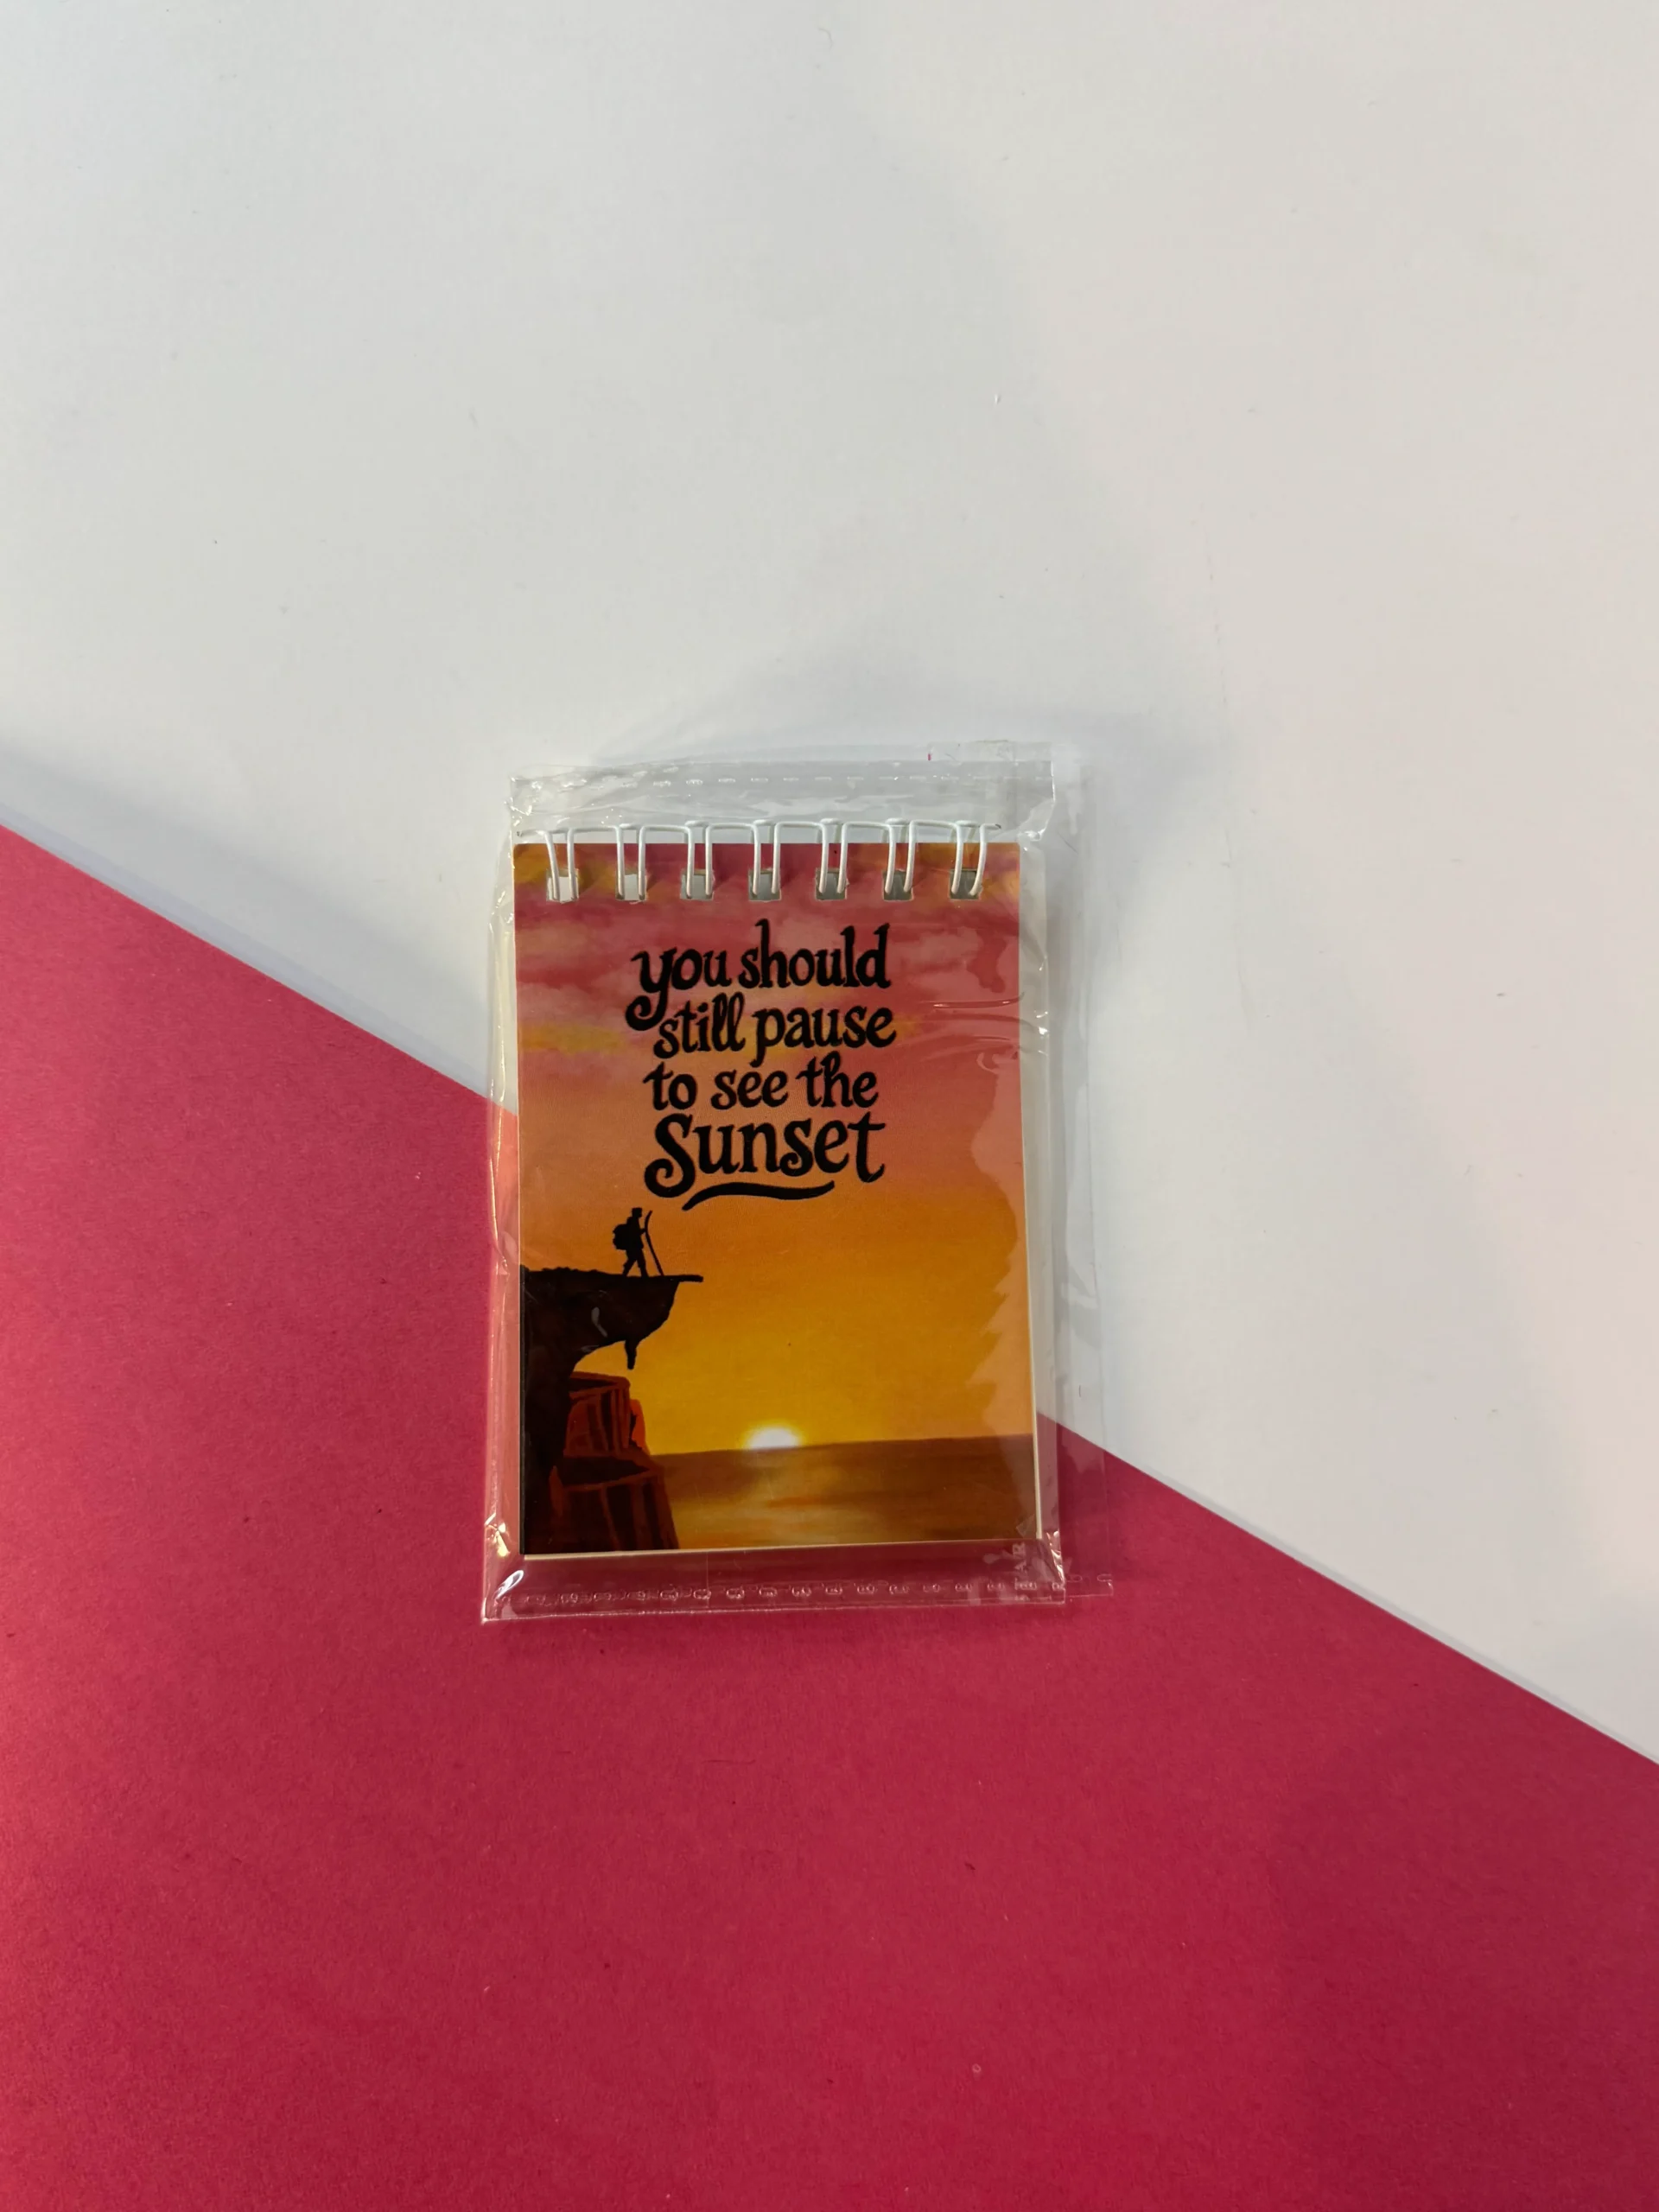 you should
still pause
to see the
Sunset